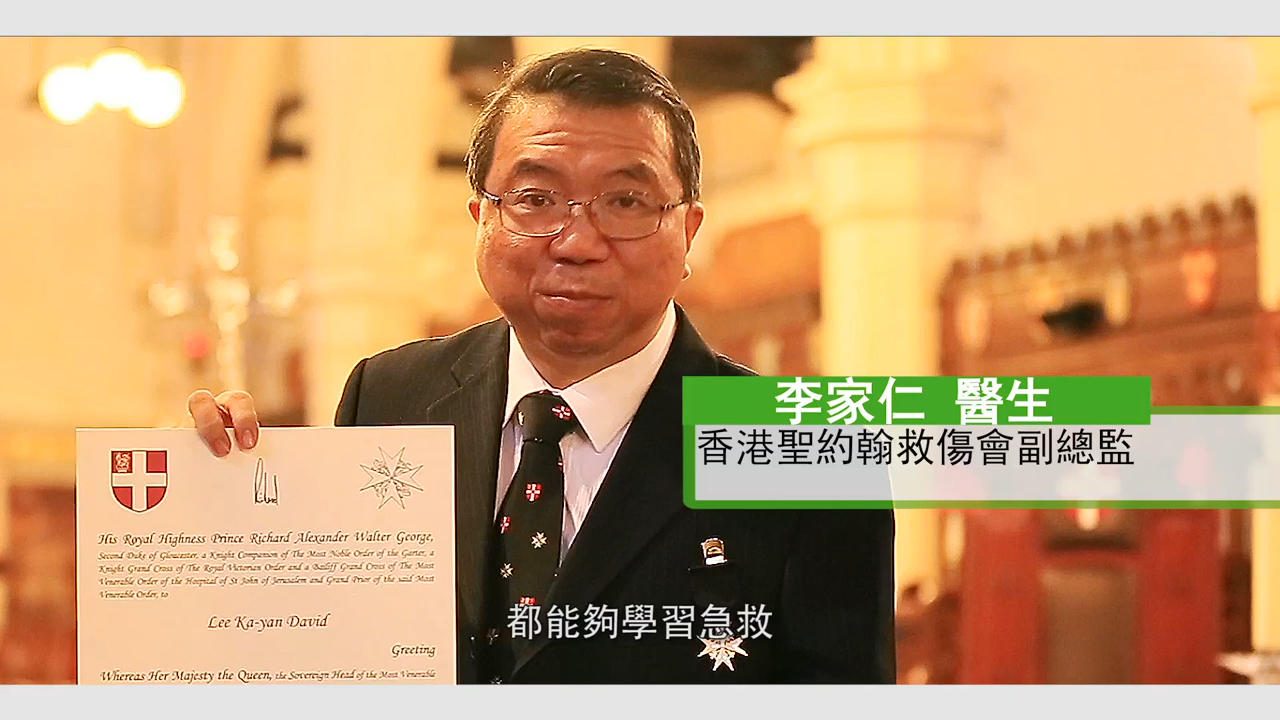 His Royal Highness Prince Richard Alexander Walter George,
Second Duke of Gloucester, a Knight Companion of The Most Noble Order of the Garter, a
Knight Grand Cross of The Royal Victorian Order and a Bailiff Grand Cross of The Most
Venerable Order of the Hospital of St John of Jerusalem and Grand Prior of the said Most
Venerable Order, to
Lee Ka-yan David
Greeting
Whereas Her Majesty the Queen, the Sovereign Head of the Most Venerable
李家仁 醫生
香港聖約翰救傷會副總監
都能夠學習急救